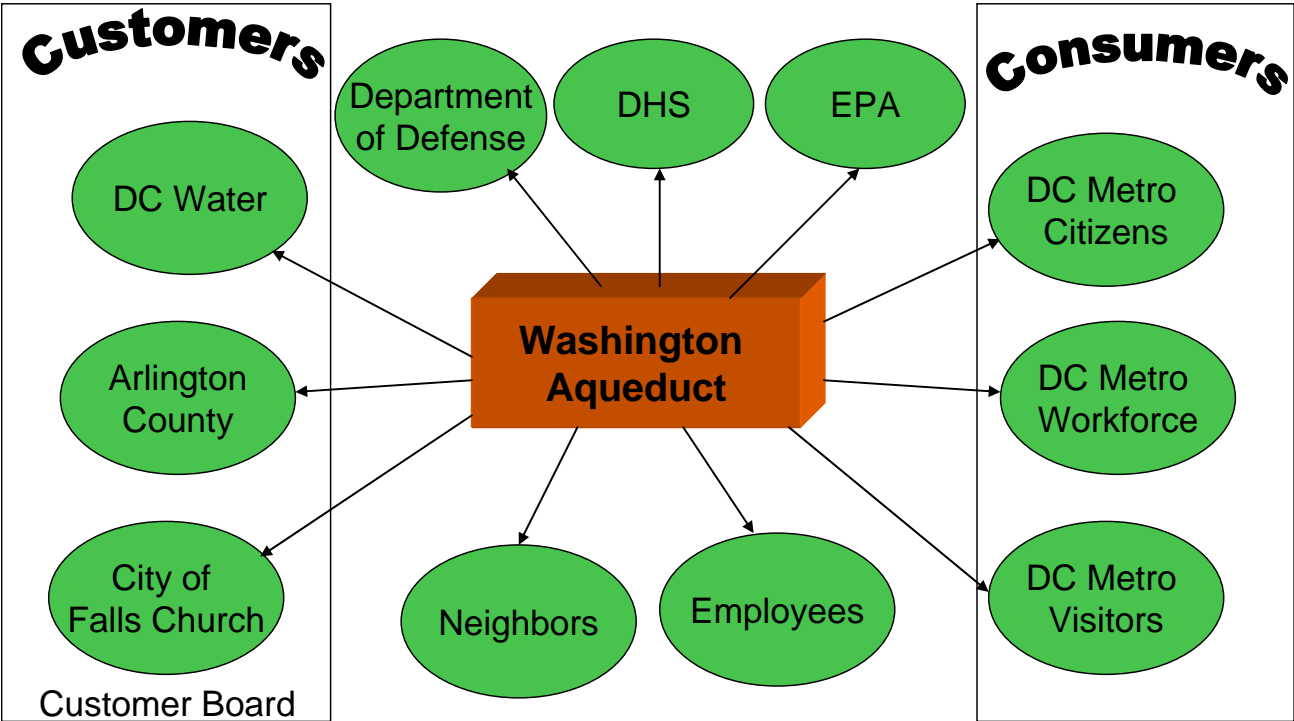 Customers
DC Water
Arlington
County
City of
Falls Church
Customer Board
Department
of Defense
DHS
EPA
Washington
Aqueduct
Neighbors
Employees
Consumers
DC Metro
Citizens
DC Metro
Workforce
DC Metro
Visitors